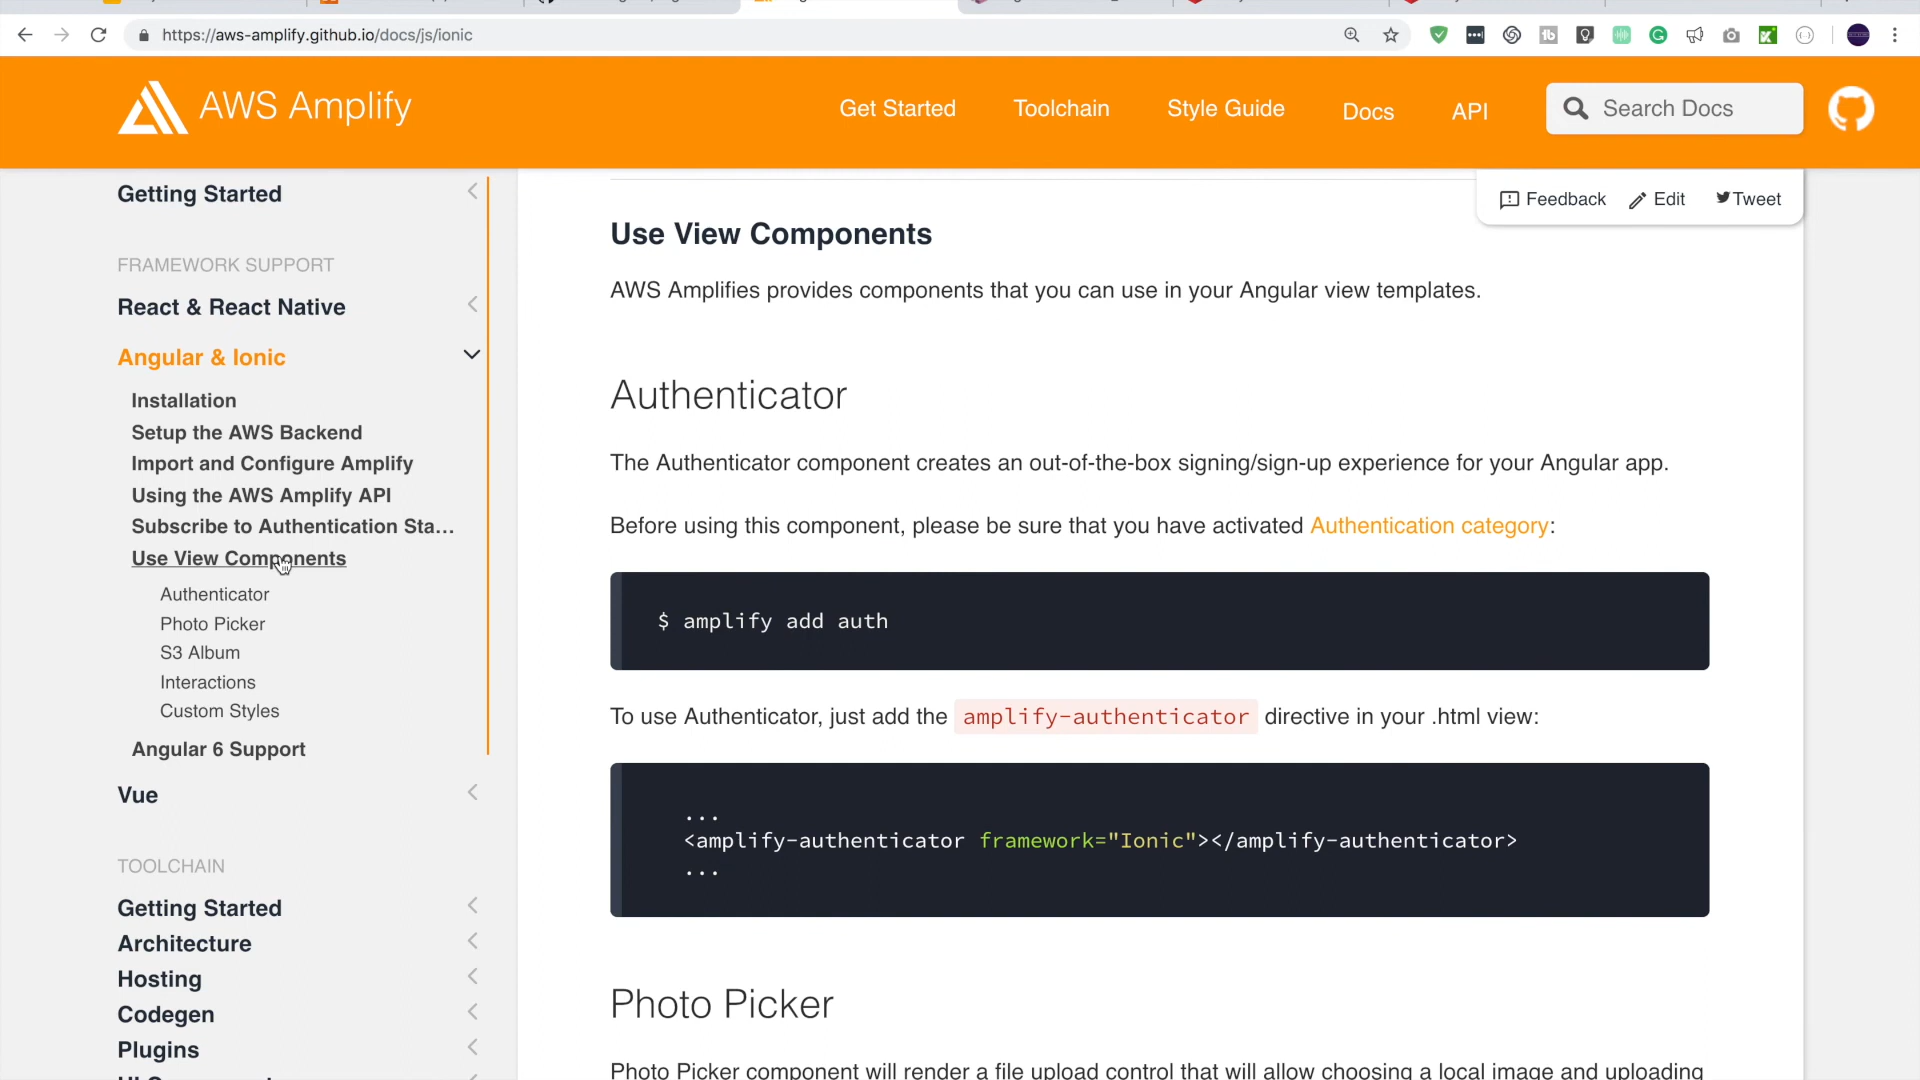 https://aws-amplify.github.io/docs/js/ionic
AWS Amplify
Get Started
Toolchain
Style Guide
Docs
API
Search Docs
Getting Started
FRAMEWORK SUPPORT
React & React Native
Angular & Ionic
Installation
Setup the AWS Backend
Import and Configure Amplify
Using the AWS Amplify API
Subscribe to Authentication Sta...
Use View Components
Authenticator
Photo Picker
S3 Album
Interactions
Custom Styles
Angular 6 Support
Vue
TOOLCHAIN
Getting Started
Architecture
Hosting
Codegen
Plugins
Feedback
Edit
Tweet
Use View Components
AWS Amplifies provides components that you can use in your Angular view templates.
Authenticator
The Authenticator component creates an out-of-the-box signing/sign-up experience for your Angular app.
Before using this component, please be sure that you have activated Authentication category:
$ amplify add auth
To use Authenticator, just add the amplify-authenticator directive in your .html view:
...
<amplify-authenticator framework="Ionic"></amplify-authenticator>
...
Photo Picker
Photo Picker component will render a file upload control that will allow choosing a local image and uploading